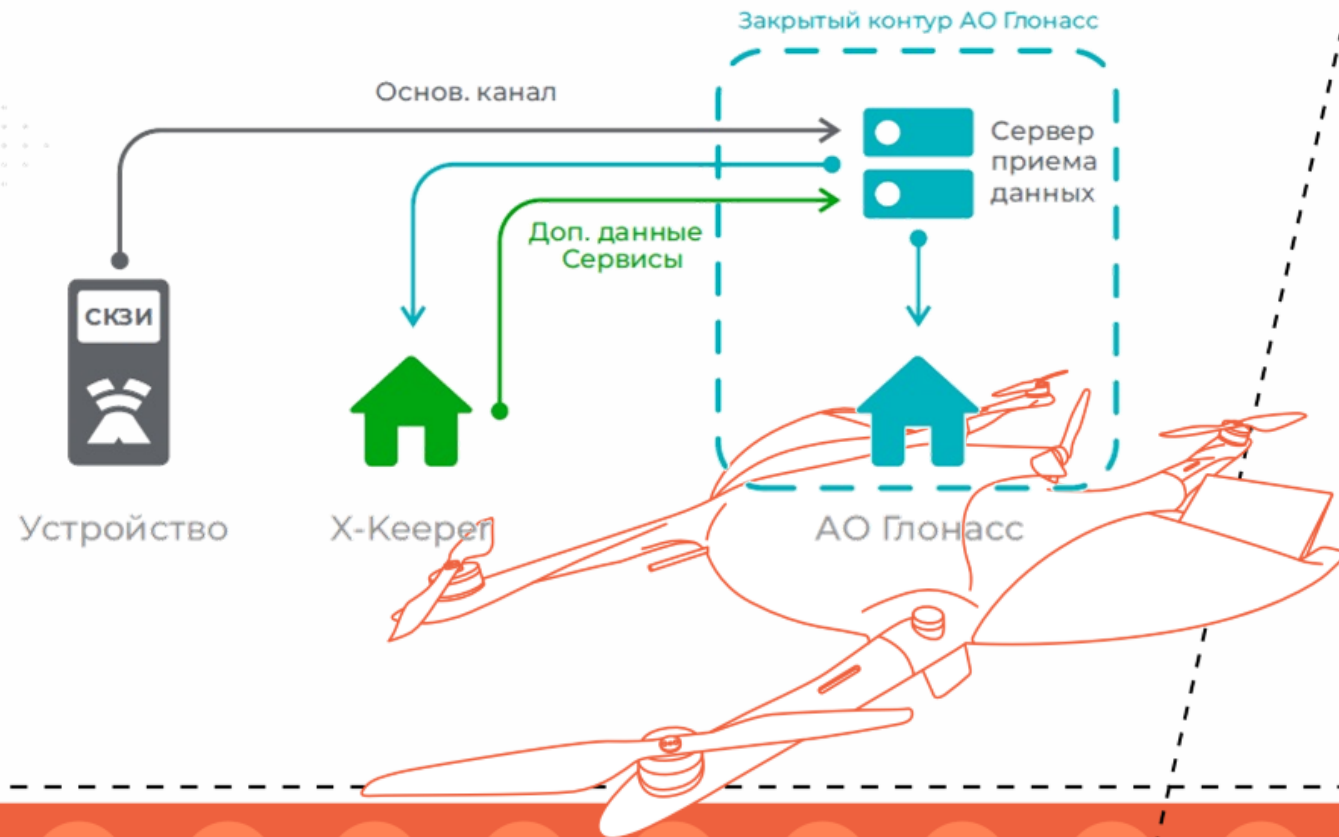 Закрытый контур АО Глонасс
Основ. канал
Сервер
приема
данных
Доп. данные
Сервисы
СКЗИ
Устройство
X-Keeper
АО Глонасс